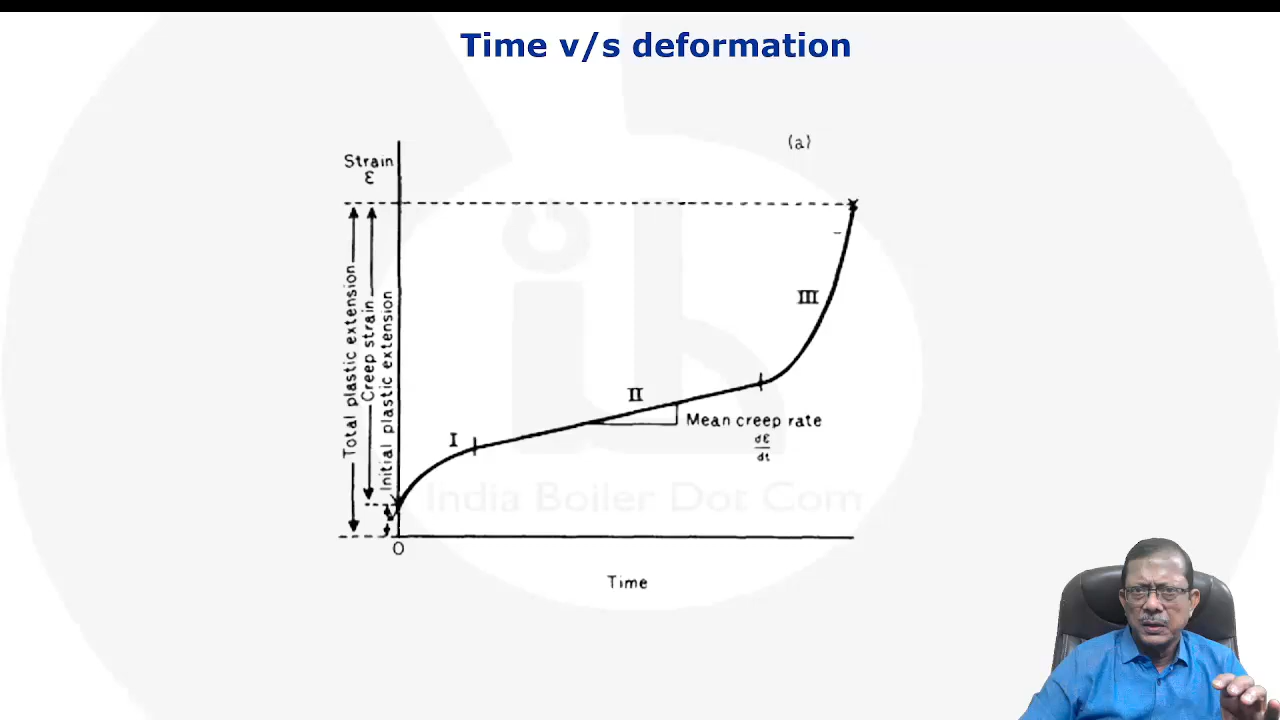 Time v/s deformation
(a)
Strain
ε
Total plastic extension
Creep strain
Initial plastic extension
I
II
III
Mean creep rate
dε
dt
India Boiler Dot Com
O
Time